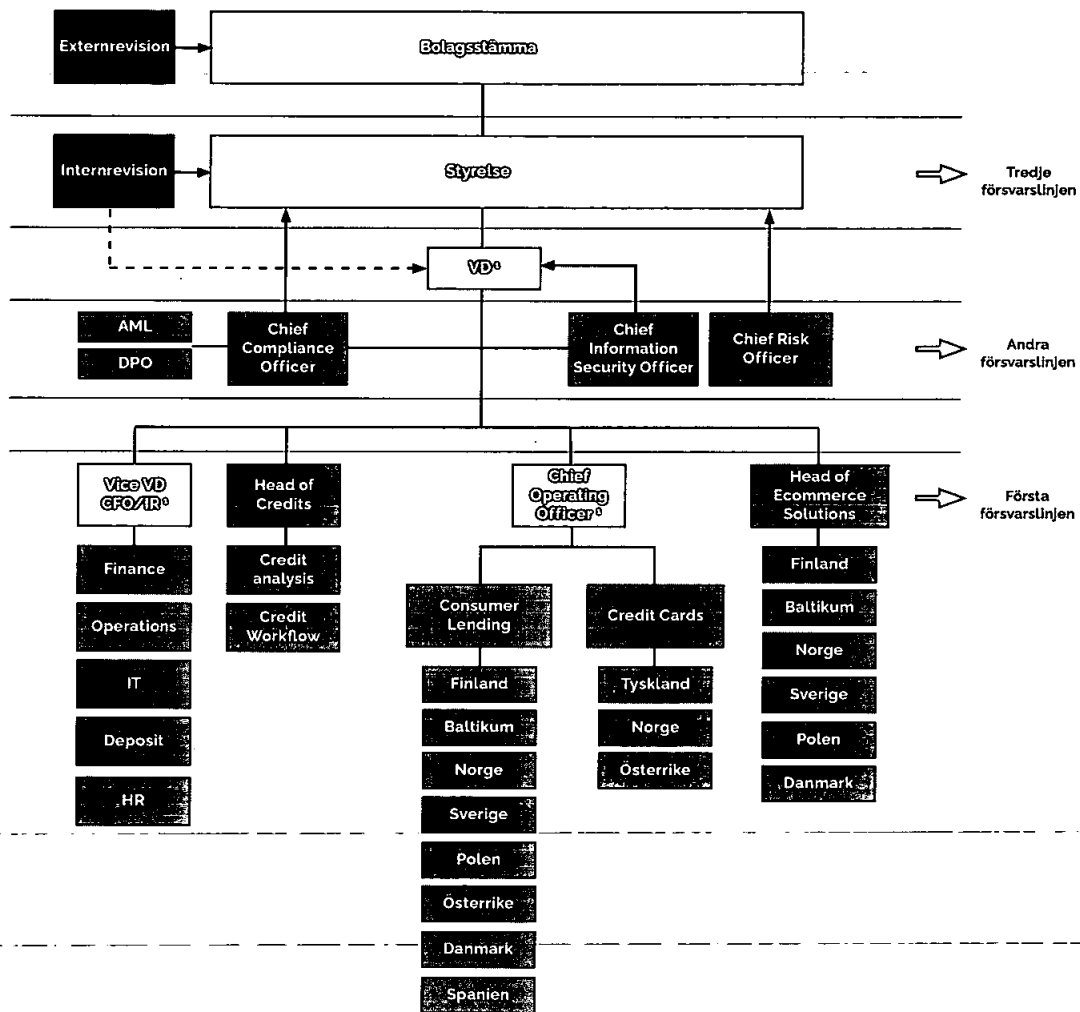 Externrevision
Bolagsstämma
Internrevision
Styrelse
Tredje
försvarslinjen
VD¹
AML
DPO
Chief
Compliance
Officer
Chief
Information
Security Officer
Chief Risk
Officer
Andra
försvarslinjen
Vice VD
CFO/IR¹
Head of
Credits
Chief
Operating
Officer¹
Head of
Ecommerce
Solutions
Första
försvarslinjen
Finance
Operations
IT
Deposit
HR
Credit
analysis
Credit
Workflow
Consumer
Lending
Finland
Baltikum
Norge
Sverige
Polen
Österrike
Danmark
Spanien
Credit Cards
Tyskland
Norge
Österrike
Finland
Baltikum
Norge
Sverige
Polen
Danmark